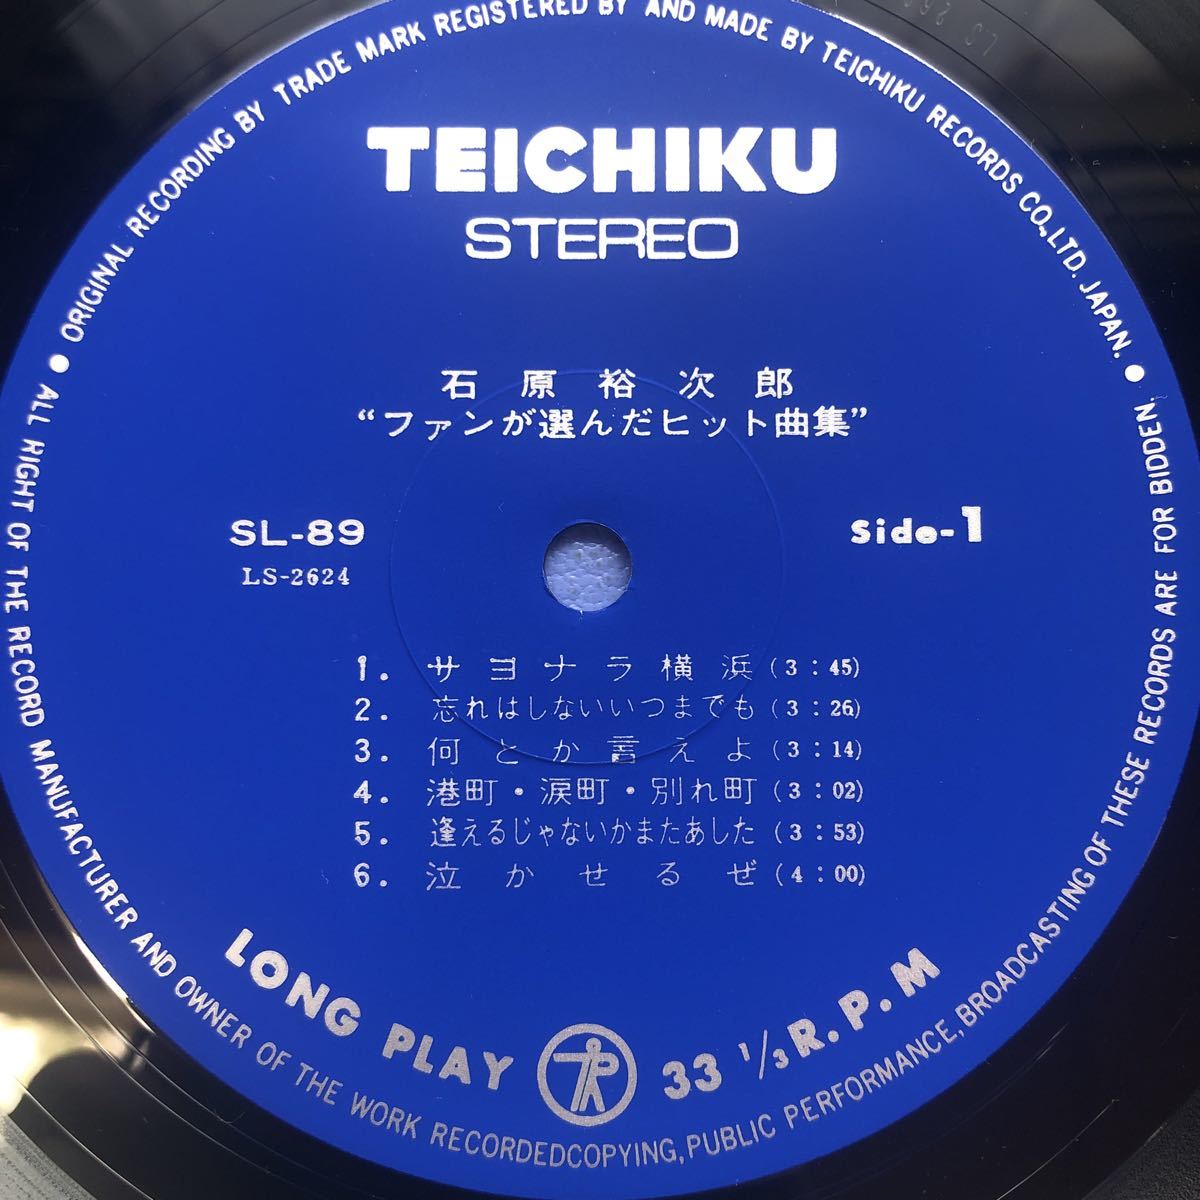 ORIGINAL RECORDING BY TRADE MARK REGISTERED BY AND MADE BY TEICHIKU RECORDS CO., LTD. JAPAN.
TEICHIKU
STEREO
石原裕次郎
“ファンが選んだヒット曲集”
SL-89
LS-2624
Side-1
1. サヨナラ横浜 (3:45)
2. 忘れはしないいつまでも (3:26)
3. 何とか言えよ (3:14)
4. 港町・涙町・別れ町 (3:02)
5. 逢えるじゃないかまたあした (3:53)
6. 泣かせるぜ (4:00)
LONG PLAY 33 1/3 R.P.M
ALL RIGHT OF THE RECORD MANUFACTURER AND OWNER OF THE WORK RECORDEDCOPYING, PUBLIC PERFORMANCE, BROADCASTING OF THESE RECORDS ARE FOR BIDDEN